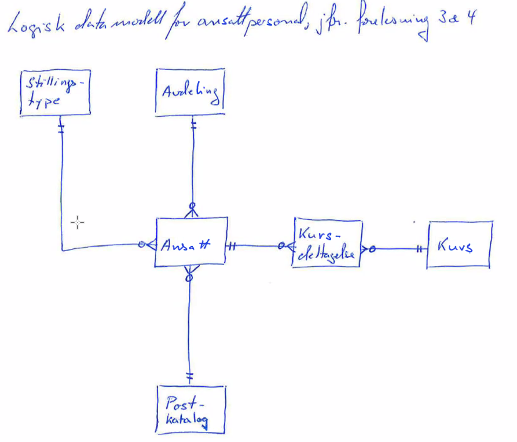 Logisk datamodell for ansattpersonal, jfr. forelesning 3 & 4
Stillings-
type
Avdeling
Ansatt
Kurs-
deltagelse
Kurs
Post-
katalog